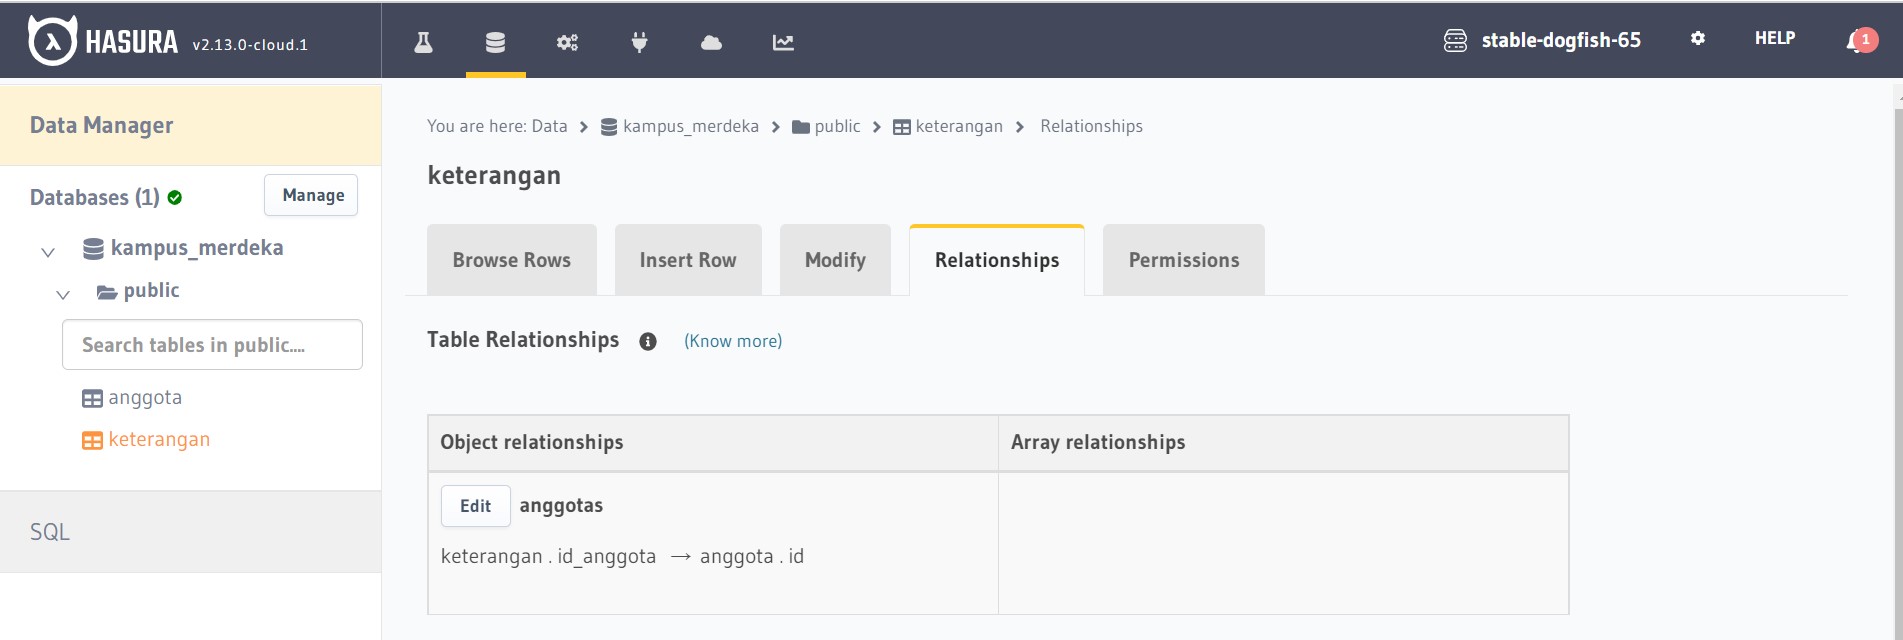 HASURA v2.13.0-cloud.1
stable-dogfish-65
HELP
1
Data Manager
Databases (1)
Manage
kampus_merdeka
public
Search tables in public....
anggota
keterangan
SQL
You are here: Data > kampus_merdeka > public > keterangan > Relationships
keterangan
Browse Rows
Insert Row
Modify
Relationships
Permissions
Table Relationships (Know more)
Object relationships
Array relationships
Edit anggotas
keterangan . id_anggota → anggota . id